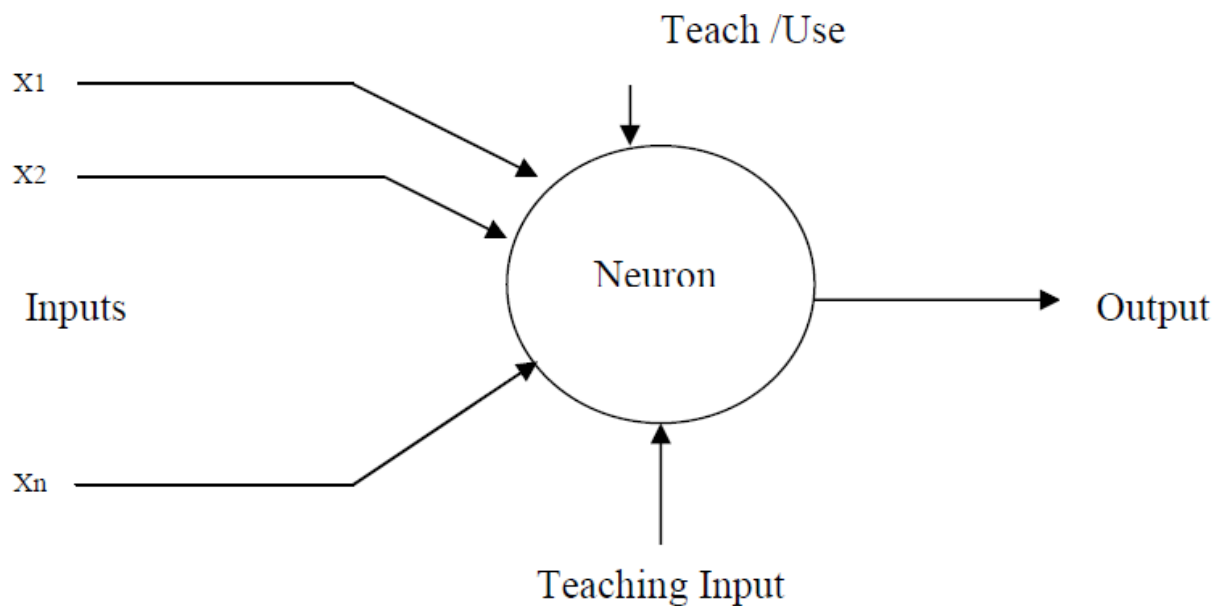 Teach /Use
X1
X2
Neuron
Inputs
Output
Xn
Teaching Input